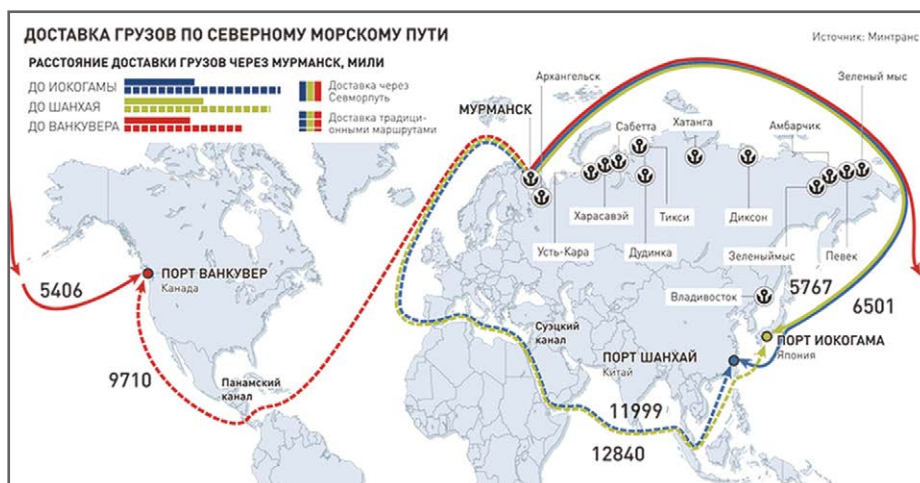 ДОСТАВКА ГРУЗОВ ПО СЕВЕРНОМУ МОРСКОМУ ПУТИ
Источник: Минтранс
РАССТОЯНИЕ ДОСТАВКИ ГРУЗОВ ЧЕРЕЗ МУРМАНСК, МИЛИ
ДО ИОКОГАМЫ
ДО ШАНХАЯ
ДО ВАНКУВЕРА
Доставка через
Севморпуть
Доставка традици-
онными маршрутами
Архангельск
Зеленый мыс
МУРМАНСК
Сабетта
Хатанга
Амбарчик
Харасавэй
Тикси
Диксон
Усть-Кара
Дудинка
Зеленыймыс
Певек
ПОРТ ВАНКУВЕР
Канада
5406
Владивосток
5767
6501
Суэцкий
канал
ПОРТ ИОКОГАМА
Япония
ПОРТ ШАНХАЙ
Китай
9710
Панамский
канал
11999
12840